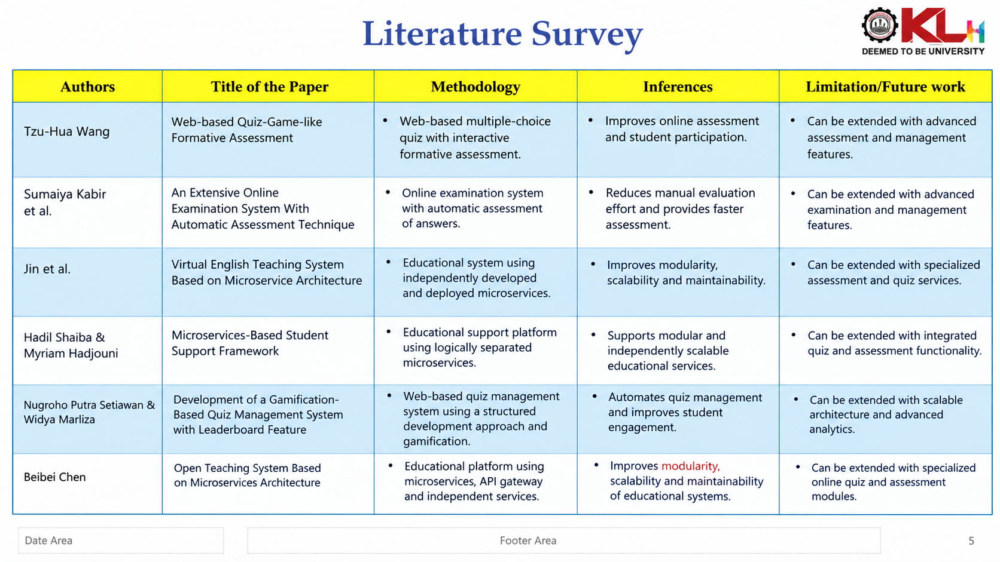 Literature Survey
KLH
DEEMED TO BE UNIVERSITY
Authors
Title of the Paper
Methodology
Inferences
Limitation/Future work
Tzu-Hua Wang
Web-based Quiz-Game-like
Formative Assessment
• Web-based multiple-choice
quiz with interactive
formative assessment.
• Improves online assessment
and student participation.
• Can be extended with advanced
assessment and management
features.
Sumaiya Kabir
et al.
An Extensive Online
Examination System With
Automatic Assessment Technique
• Online examination system
with automatic assessment
of answers.
• Reduces manual evaluation
effort and provides faster
assessment.
• Can be extended with advanced
examination and management
features.
Jin et al.
Virtual English Teaching System
Based on Microservice Architecture
• Educational system using
independently developed
and deployed microservices.
• Improves modularity,
scalability and maintainability.
• Can be extended with specialized
assessment and quiz services.
Hadil Shaiba &
Myriam Hadjouni
Microservices-Based Student
Support Framework
• Educational support platform
using logically separated
microservices.
• Supports modular and
independently scalable
educational services.
• Can be extended with integrated
quiz and assessment functionality.
Nugroho Putra Setiawan &
Widya Marliza
Development of a Gamification-
Based Quiz Management System
with Leaderboard Feature
• Web-based quiz management
system using a structured
development approach and
gamification.
• Automates quiz management
and improves student
engagement.
• Can be extended with scalable
architecture and advanced
analytics.
Beibei Chen
Open Teaching System Based
on Microservices Architecture
• Educational platform using
microservices, API gateway
and independent services.
• Improves modularity,
scalability and maintainability
of educational systems.
• Can be extended with specialized
online quiz and assessment
modules.
Date Area
Footer Area
5